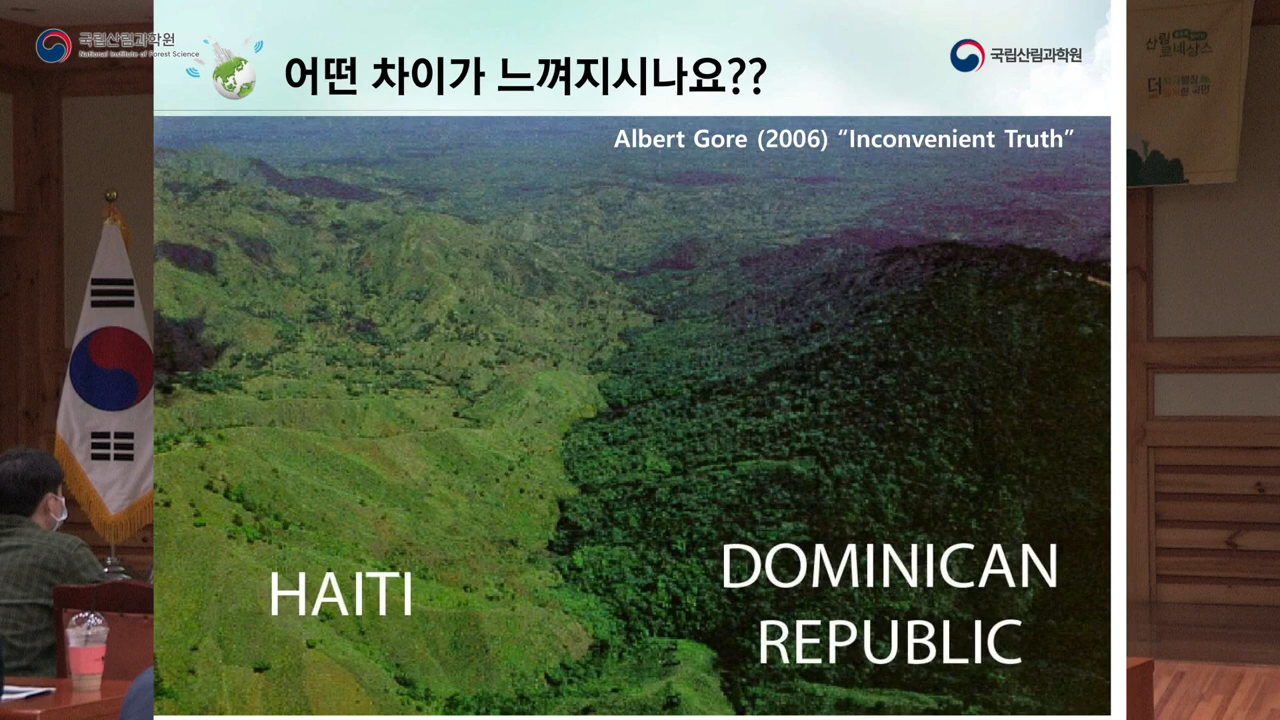 국립산림과학원
National Institute of Forest Science
어떤 차이가 느껴지시나요??
국립산림과학원
Albert Gore (2006) “Inconvenient Truth”
HAITI
DOMINICAN
REPUBLIC
산림
르네상스